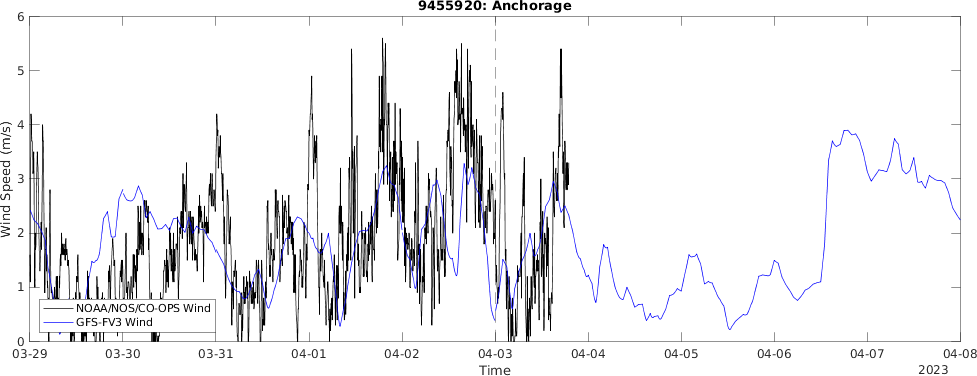 9455920: Anchorage
Wind Speed (m/s)
6
5
4
3
2
1
0
NOAA/NOS/CO-OPS Wind
GFS-FV3 Wind
03-29 03-30 03-31 04-01 04-02 04-03 04-04 04-05 04-06 04-07 04-08
Time
2023